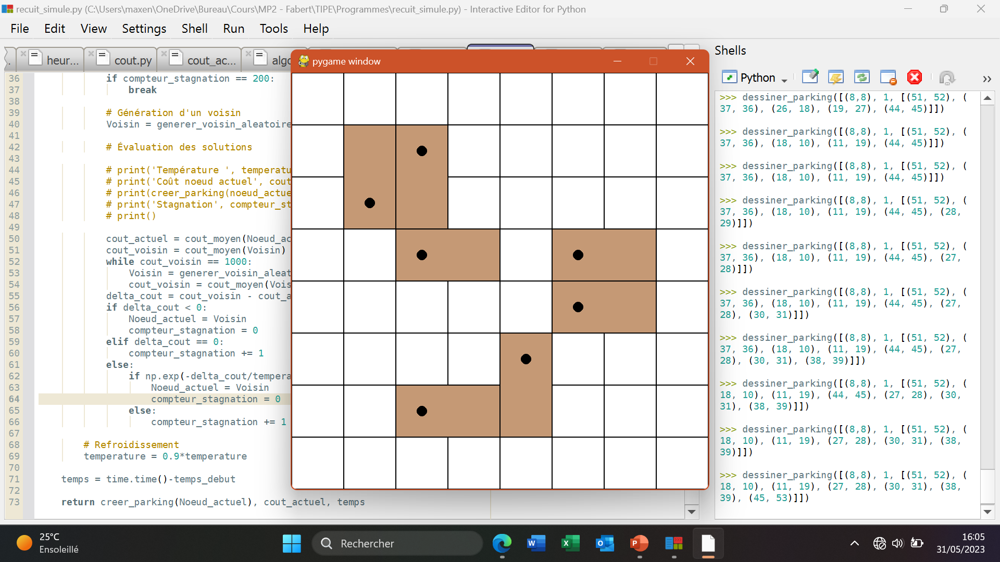 recuit_simule.py (C:\Users\maxen\OneDrive\Bureau\Cours\MP2 - Fabert\TIPE\Programmes\recuit_simule.py) - Interactive Editor for Python
File Edit View Settings Shell Run Tools Help
heur... cout.py cout_ac... algo
pygame window
36 if compteur_stagnation == 200:
37 break
38
39 # Génération d'un voisin
40 Voisin = generer_voisin_aleatoire
41
42 # Évaluation des solutions
43
44 # print('Température ', temperatu
45 # print('Coût noeud actuel', cout
46 # print(creer_parking(noeud_actue
47 # print('Stagnation', compteur_st
48 # print()
49
50 cout_actuel = cout_moyen(Noeud_ac
51 cout_voisin = cout_moyen(Voisin)
52 while cout_voisin == 1000:
53 Voisin = generer_voisin_aleat
54 cout_voisin = cout_moyen(Vois
55 delta_cout = cout_voisin - cout_a
56 if delta_cout < 0:
57 Noeud_actuel = Voisin
58 compteur_stagnation = 0
59 elif delta_cout == 0:
60 compteur_stagnation += 1
61 else:
62 if np.exp(-delta_cout/tempera
63 Noeud_actuel = Voisin
64 compteur_stagnation = 0
65 else:
66 compteur_stagnation += 1
67
68 # Refroidissement
69 temperature = 0.9*temperature
70
71 temps = time.time()-temps_debut
72
73 return creer_parking(Noeud_actuel), cout_actuel, temps
Shells
Python
>>> dessiner_parking([(8,8), 1, [(51, 52), (
37, 36), (26, 18), (19, 27), (44, 45)]])
>>> dessiner_parking([(8,8), 1, [(51, 52), (
37, 36), (18, 10), (11, 19), (44, 45)]])
>>> dessiner_parking([(8,8), 1, [(51, 52), (
37, 36), (18, 10), (11, 19), (44, 45)]])
>>> dessiner_parking([(8,8), 1, [(51, 52), (
37, 36), (18, 10), (11, 19), (44, 45), (28,
29)]])
>>> dessiner_parking([(8,8), 1, [(51, 52), (
37, 36), (18, 10), (11, 19), (44, 45), (27,
28)]])
>>> dessiner_parking([(8,8), 1, [(51, 52), (
37, 36), (18, 10), (11, 19), (44, 45), (27,
28), (30, 31)]])
>>> dessiner_parking([(8,8), 1, [(51, 52), (
37, 36), (18, 10), (11, 19), (44, 45), (27,
28), (30, 31), (38, 39)]])
>>> dessiner_parking([(8,8), 1, [(51, 52), (
18, 10), (11, 19), (44, 45), (27, 28), (30,
31), (38, 39)]])
>>> dessiner_parking([(8,8), 1, [(51, 52), (
18, 10), (11, 19), (27, 28), (30, 31), (38,
39)]])
>>> dessiner_parking([(8,8), 1, [(51, 52), (
18, 10), (11, 19), (27, 28), (30, 31), (38,
39), (45, 53)]])
25°C
Ensoleillé
Rechercher
16:05
31/05/2023